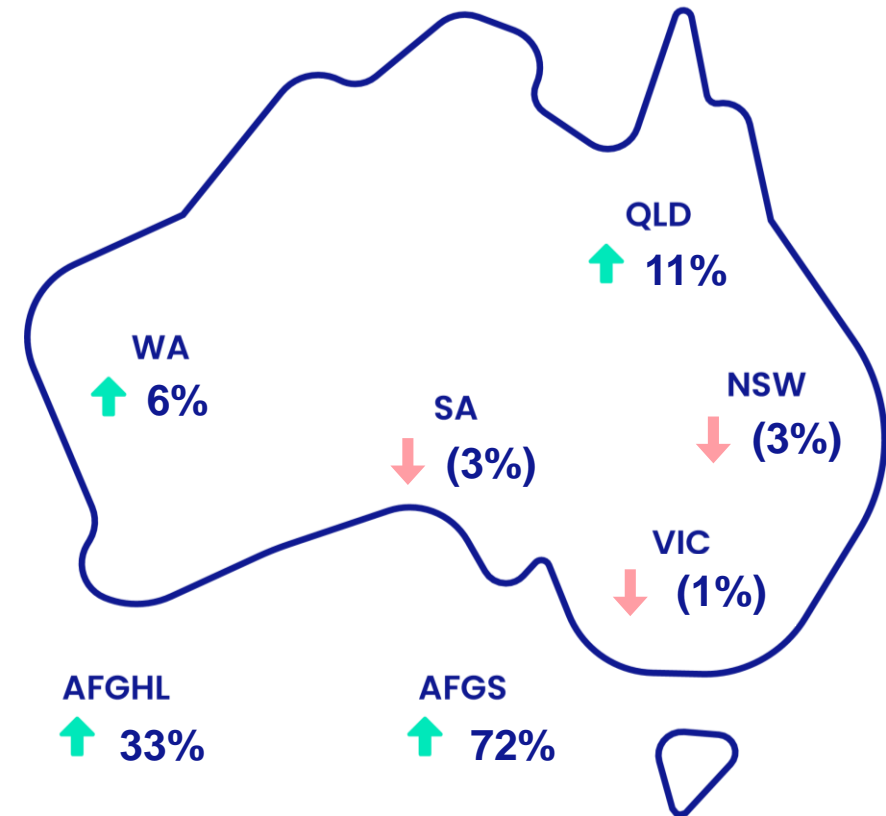 QLD
11%
WA
6%
SA
(3%)
NSW
(3%)
VIC
(1%)
AFGHL
33%
AFGS
72%